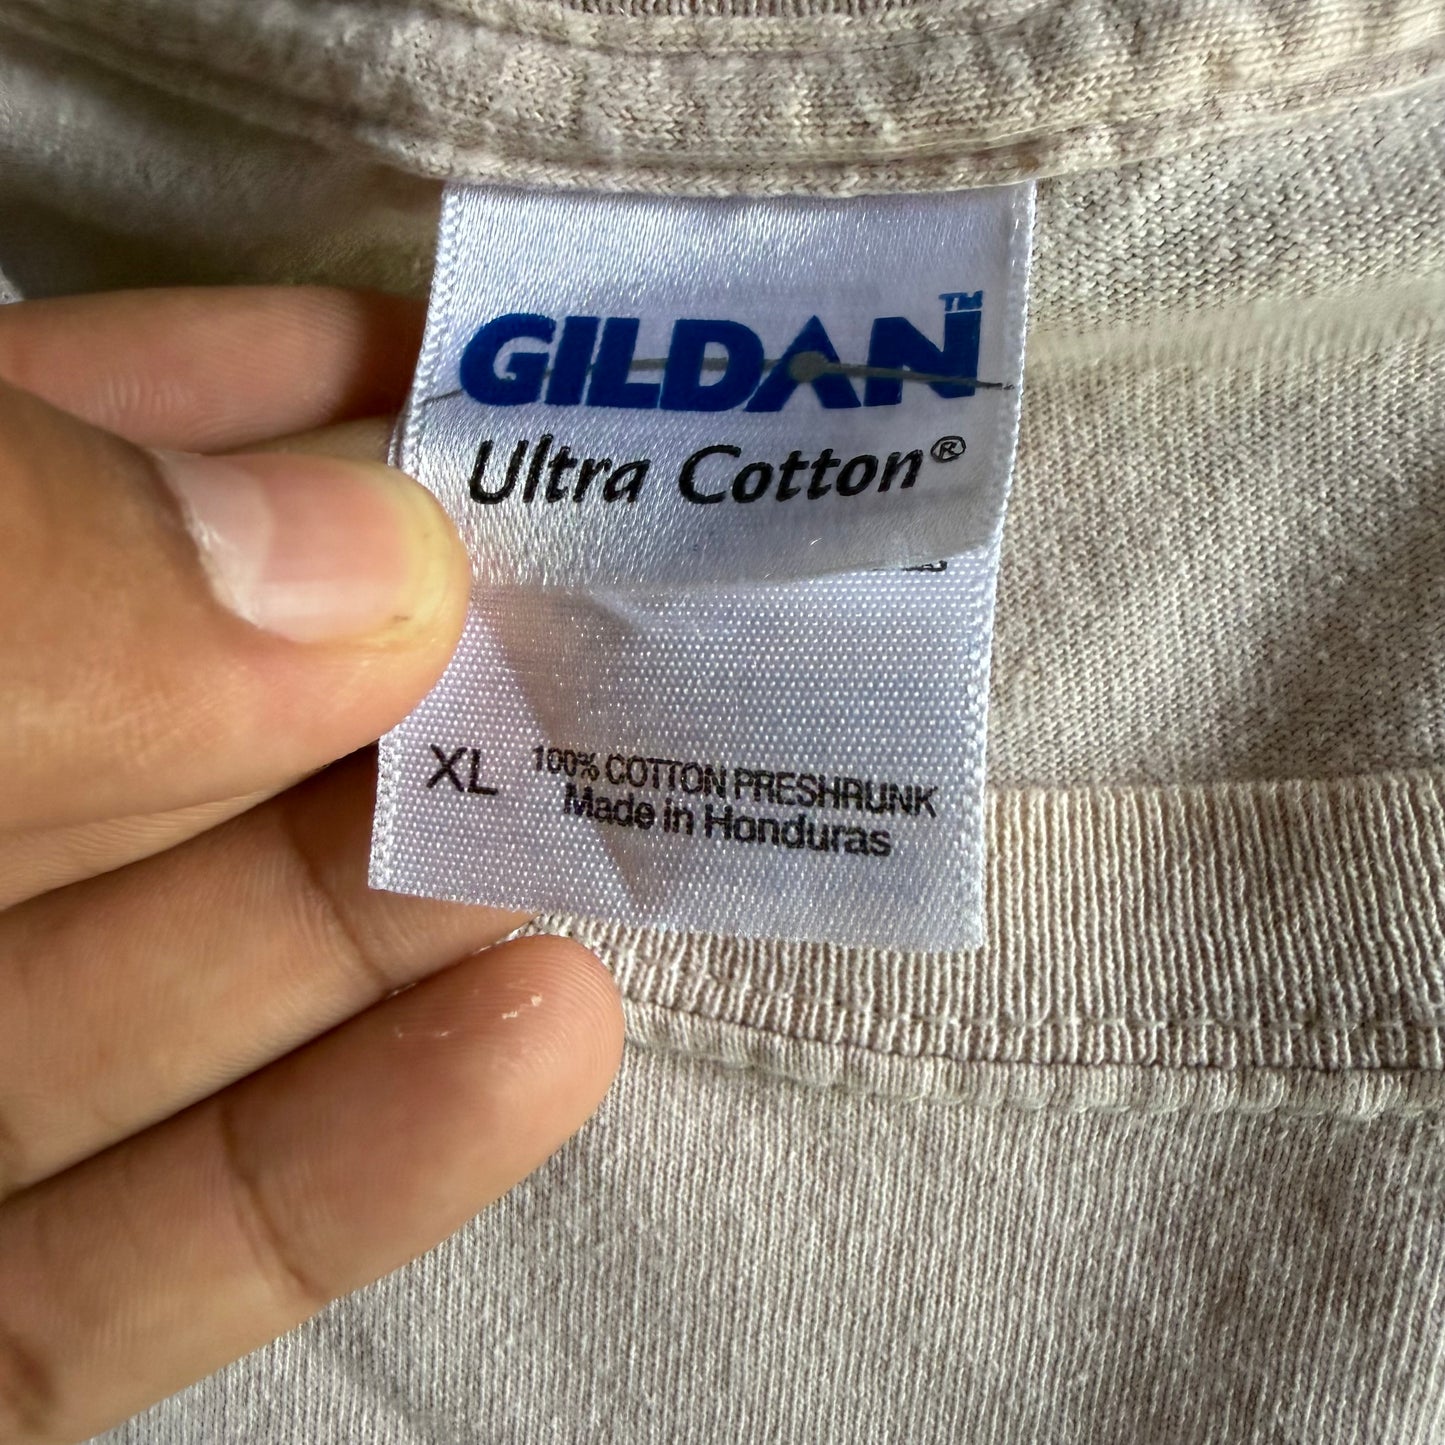 GILDAN™
Ultra Cotton®
XL 100% COTTON PRESHRUNK
Made in Honduras